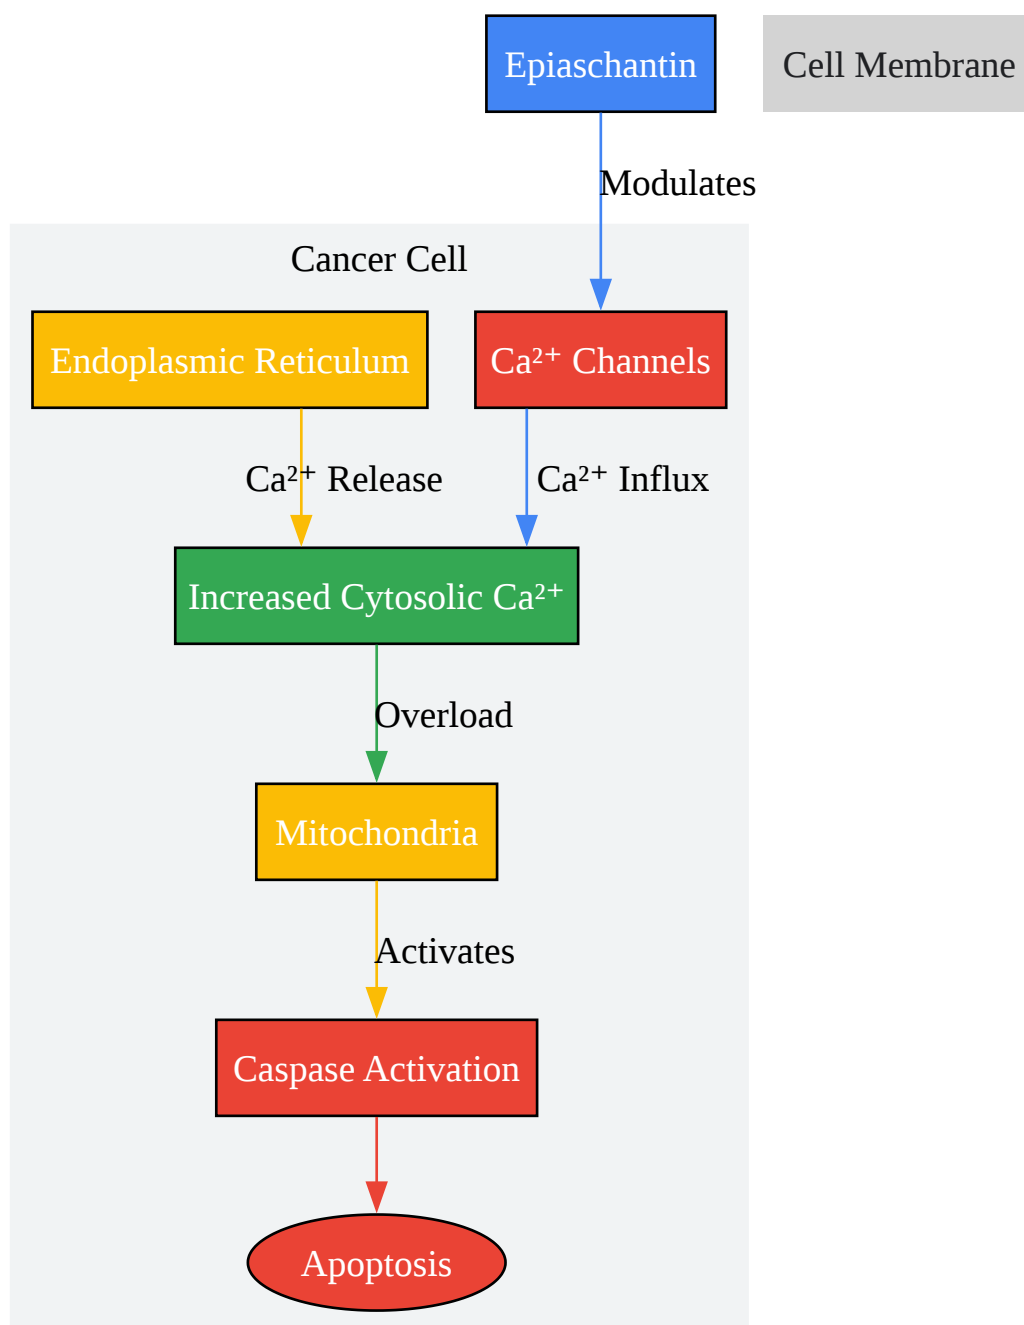 Epiaschantin
Cell Membrane
Modulates
Cancer Cell
Endoplasmic Reticulum
Ca²⁺ Channels
Ca²⁺ Release
Ca²⁺ Influx
Increased Cytosolic Ca²⁺
Overload
Mitochondria
Activates
Caspase Activation
Apoptosis